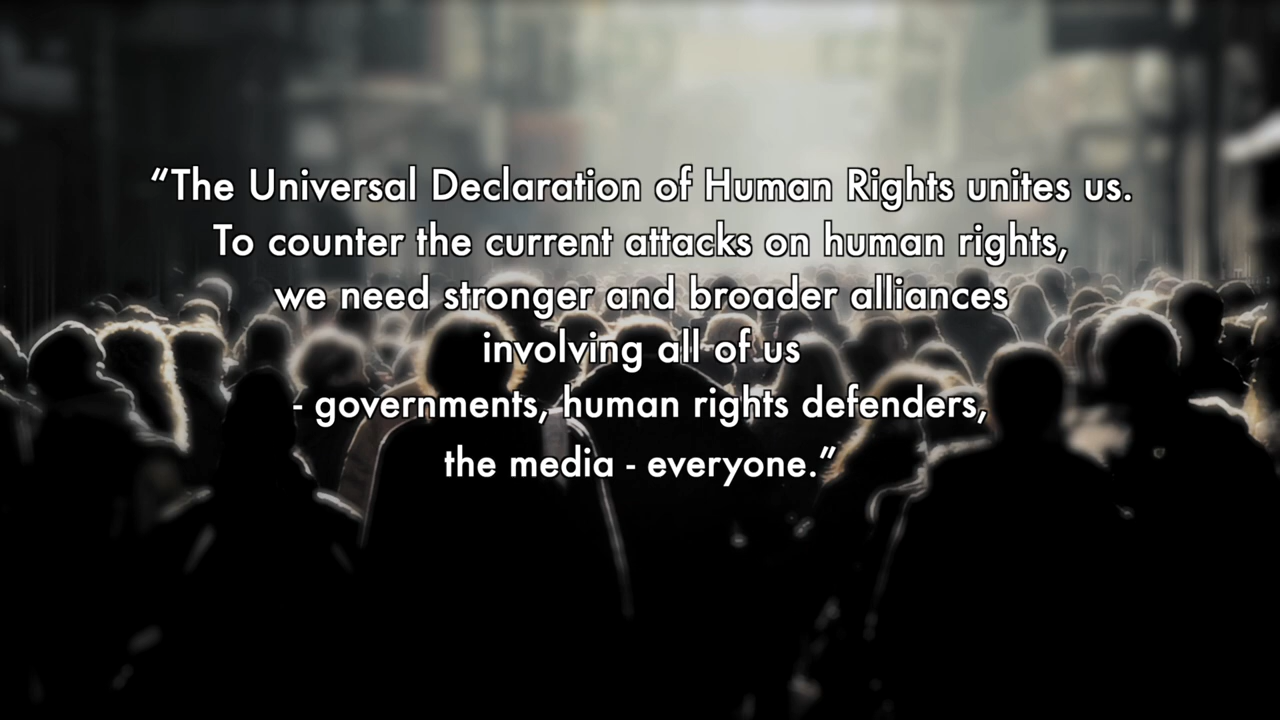 “The Universal Declaration of Human Rights unites us.
To counter the current attacks on human rights,
we need stronger and broader alliances
involving all of us
- governments, human rights defenders,
the media - everyone.”